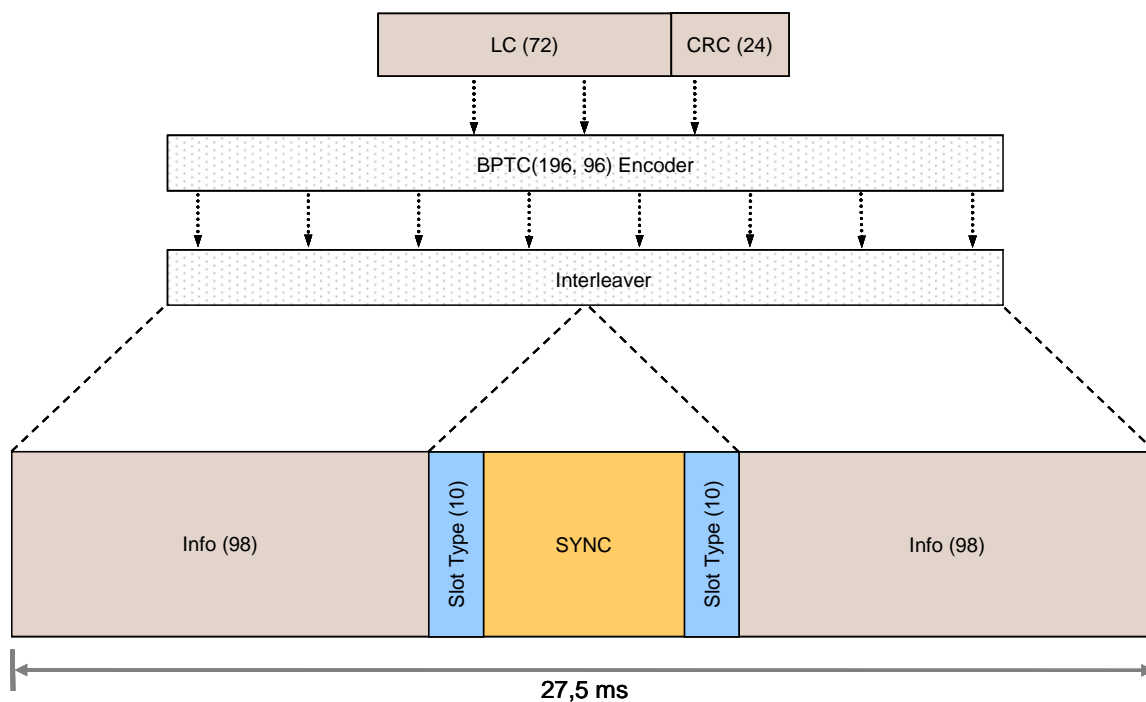 LC (72)
CRC (24)
BPTC(196, 96) Encoder
Interleaver
Info (98)
Slot Type (10)
SYNC
Slot Type (10)
Info (98)
27,5 ms